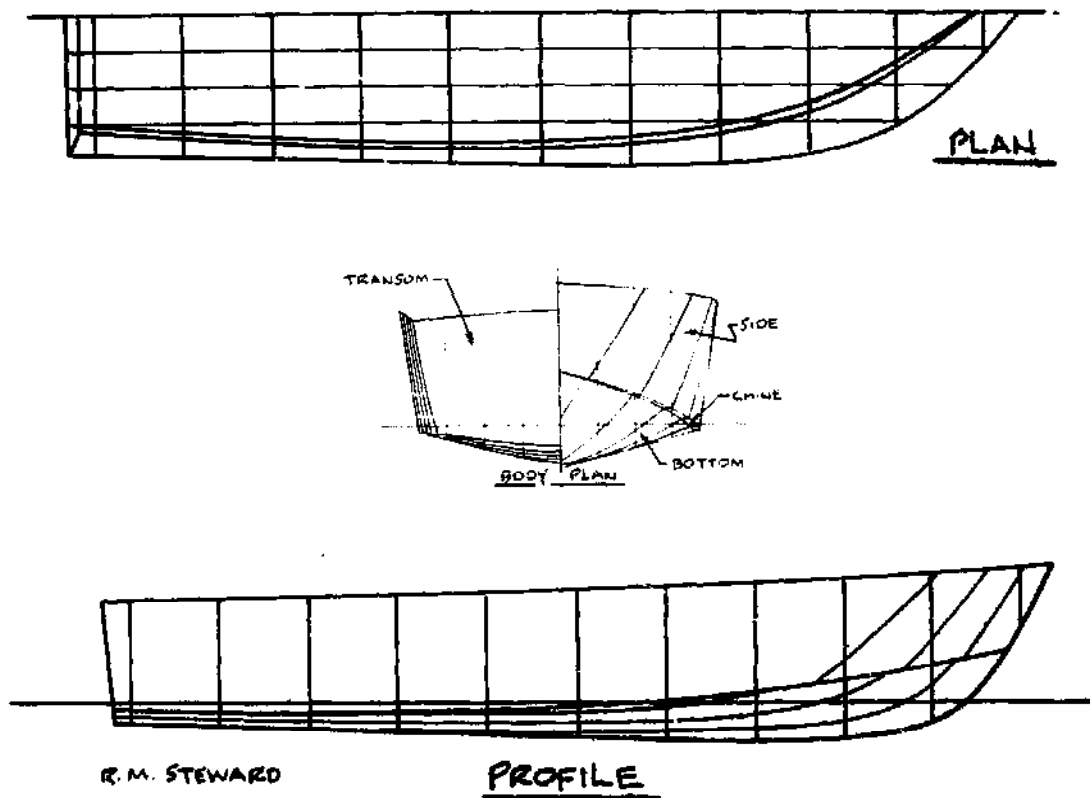 PLAN
TRANSOM
SIDE
CHINE
BOTTOM
BODY PLAN
R.M. STEWARD
PROFILE